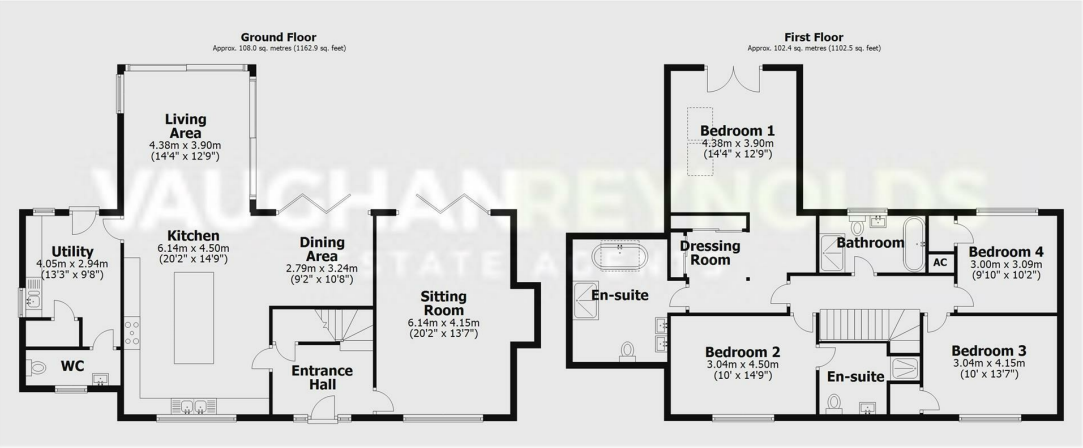 Ground Floor
Approx. 108.0 sq. metres (1162.9 sq. feet)
Living
Area
4.38m x 3.90m
(14'4" x 12'9")
Kitchen
6.14m x 4.50m
(20'2" x 14'9")
Utility
4.05m x 2.94m
(13'3" x 9'8")
Dining
Area
2.79m x 3.24m
(9'2" x 10'8")
Sitting
Room
6.14m x 4.15m
(20'2" x 13'7")
WC
Entrance
Hall
First Floor
Approx. 102.4 sq. metres (1102.5 sq. feet)
Bedroom 1
4.38m x 3.90m
(14'4" x 12'9")
Dressing
Room
Bathroom
AC
Bedroom 4
3.00m x 3.09m
(9'10" x 10'2")
En-suite
Bedroom 2
3.04m x 4.50m
(10' x 14'9")
En-suite
Bedroom 3
3.04m x 4.15m
(10' x 13'7")
VAUGHANREYNOLDS
ESTATE AGENTS